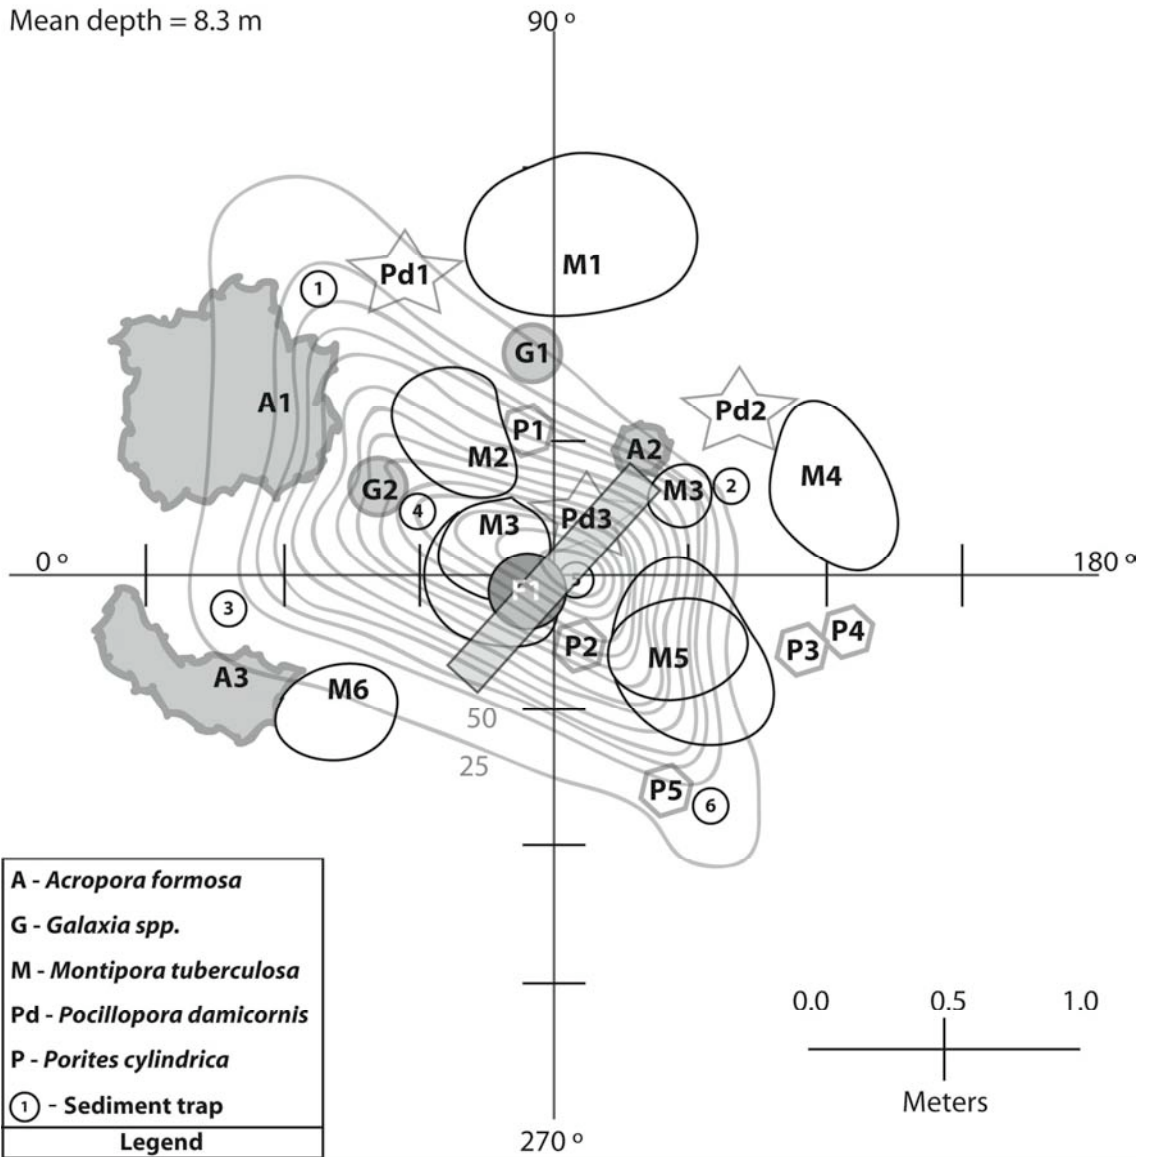 Mean depth = 8.3 m
90 º
M1
Pd1
1
G1
A1
Pd2
P1
A2
M2
M4
G2
M3
2
4
M3
Pd3
0 º
180 º
3
P2
P3
P4
M5
A3
M6
50
25
P5
6
A - Acropora formosa
G - Galaxia spp.
M - Montipora tuberculosa
Pd - Pocillopora damicornis
P - Porites cylindrica
1 - Sediment trap
Legend
0.0 0.5 1.0
Meters
270 º